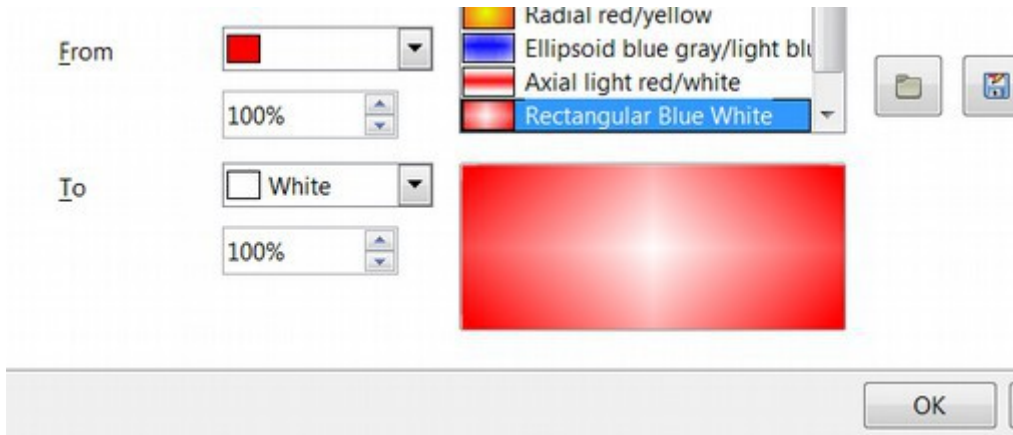 Radial red/yellow
From
Ellipsoid blue gray/light blu
Axial light red/white
100%
Rectangular Blue White
To
White
100%
OK